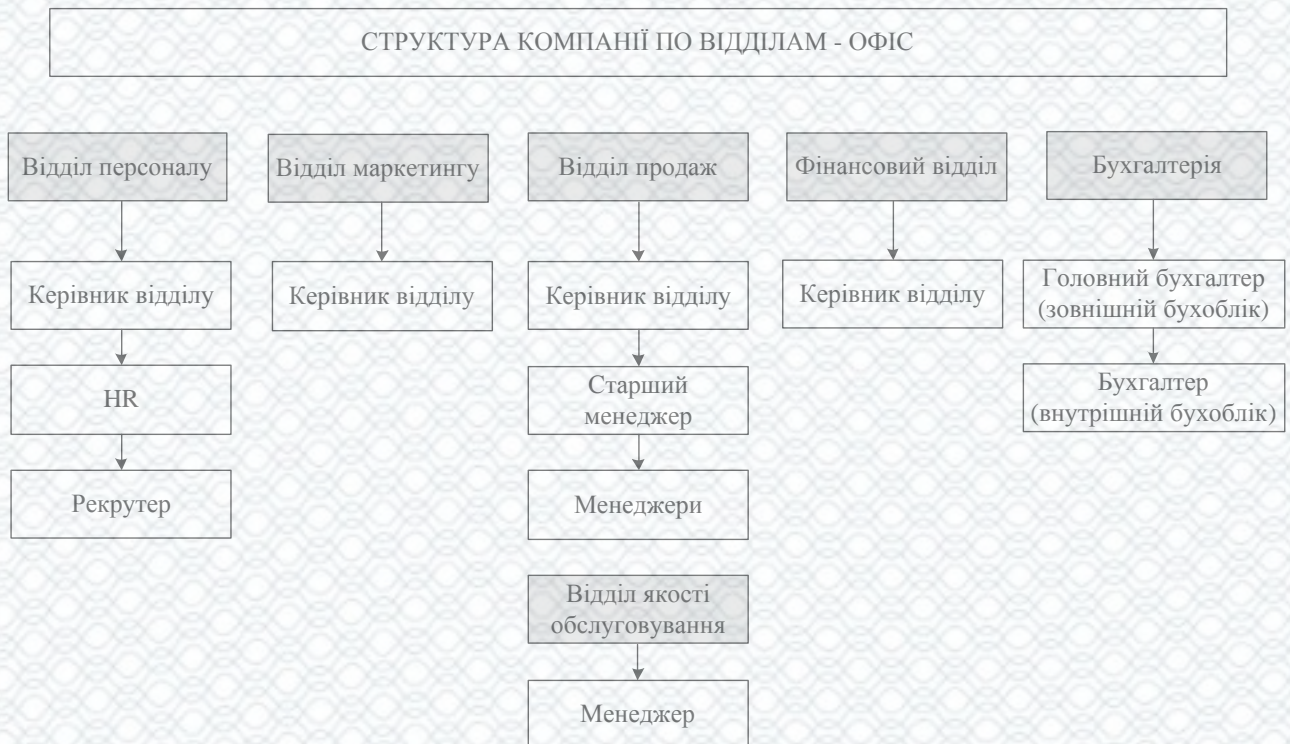 СТРУКТУРА КОМПАНІЇ ПО ВІДДІЛАМ - ОФІС
Відділ персоналу
Керівник відділу
HR
Рекрутер
Відділ маркетингу
Керівник відділу
Відділ продаж
Керівник відділу
Старший
менеджер
Менеджери
Відділ якості
обслуговування
Менеджер
Фінансовий відділ
Керівник відділу
Бухгалтерія
Головний бухгалтер
(зовнішній бухоблік)
Бухгалтер
(внутрішній бухоблік)